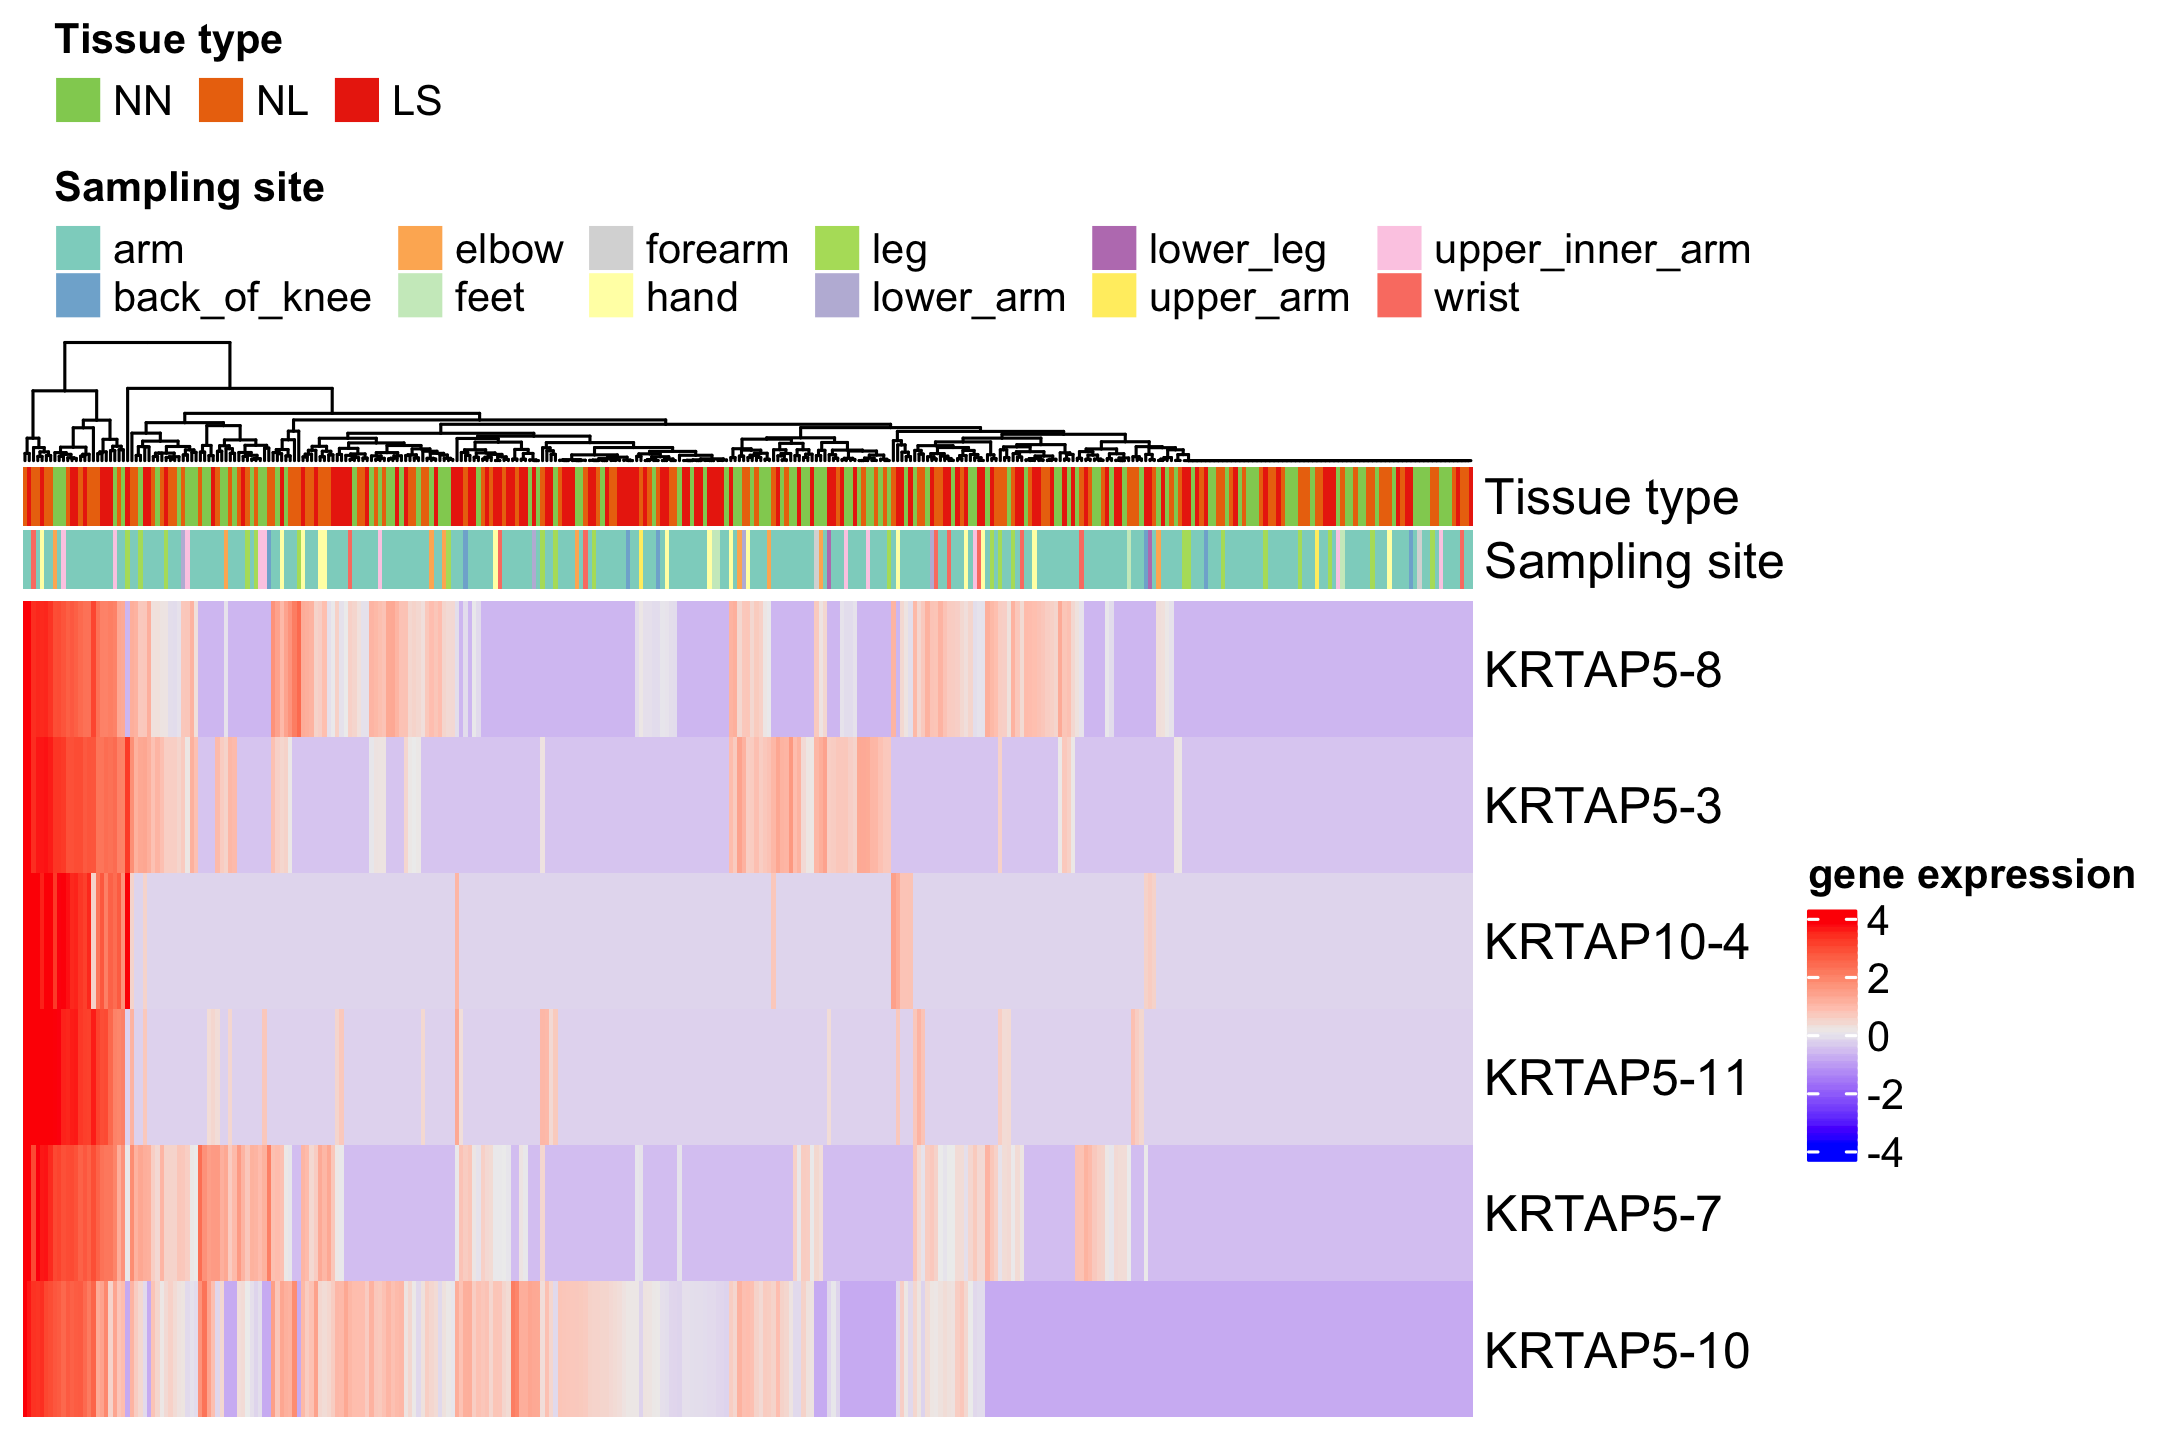 Tissue type
NN NL LS
Sampling site
arm elbow forearm leg lower_leg upper_inner_arm
back_of_knee feet hand lower_arm upper_arm wrist
Tissue type
Sampling site
KRTAP5-8
KRTAP5-3
KRTAP10-4
KRTAP5-11
KRTAP5-7
KRTAP5-10
gene expression
4
2
0
-2
-4